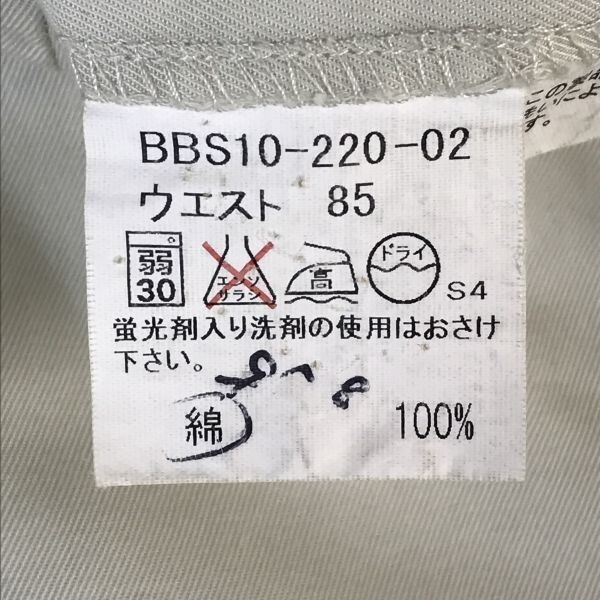 BBS10-220-02
ウエスト 85
弱
30
エンソ
サラシ
高
ドライ
S4
蛍光剤入り洗剤の使用はおさけ
下さい。
綿 100%